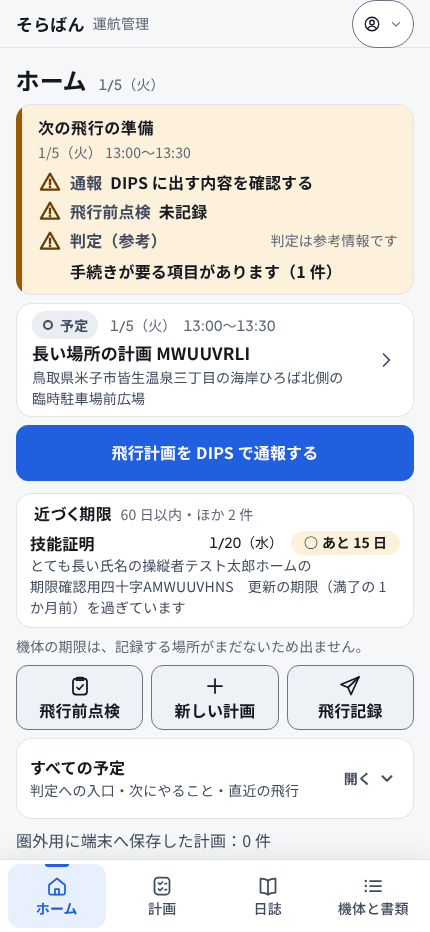 そらばん 運航管理
ホーム 1/5（火）
次の飛行の準備
1/5（火） 13:00〜13:30
通報 DIPS に出す内容を確認する
飛行前点検 未記録
判定（参考） 判定は参考情報です
手続きが要る項目があります（1 件）
予定 1/5（火） 13:00〜13:30
長い場所の計画 MWUUVRLI
鳥取県米子市皆生温泉三丁目の海岸ひろば北側の
臨時駐車場前広場
飛行計画を DIPS で通報する
近づく期限 60 日以内・ほか 2 件
技能証明 1/20（水） あと 15 日
とても長い氏名の操縦者テスト太郎ホームの
期限確認用四十字AMWUUVHNS 更新の期限（満了の 1
か月前）を過ぎています
機体の期限は、記録する場所がまだないため出ません。
飛行前点検 新しい計画 飛行記録
すべての予定
判定への入口・次にやること・直近の飛行 開く
圏外用に端末へ保存した計画：0 件
ホーム 計画 日誌 機体と書類